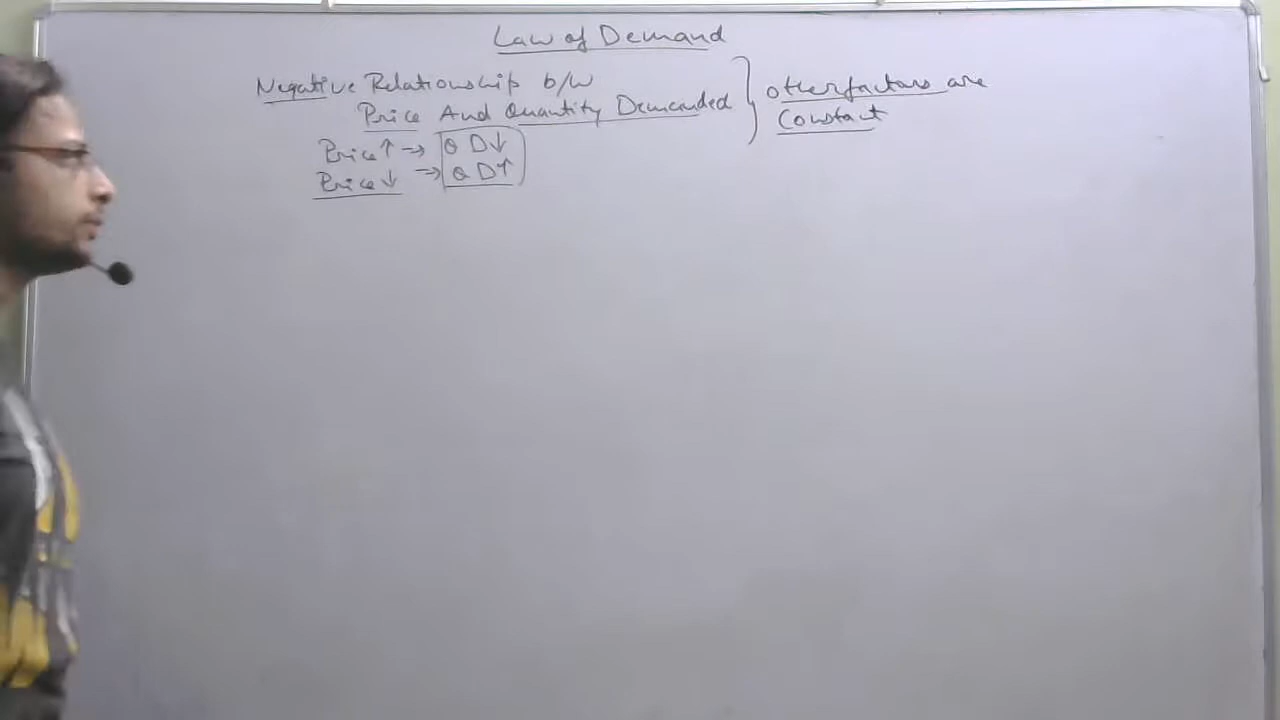 Law of Demand
Negative Relationship b/w
Price And Quantity Demanded } other factors are
constant
Price↑ → Q D↓
Price↓ → Q D↑